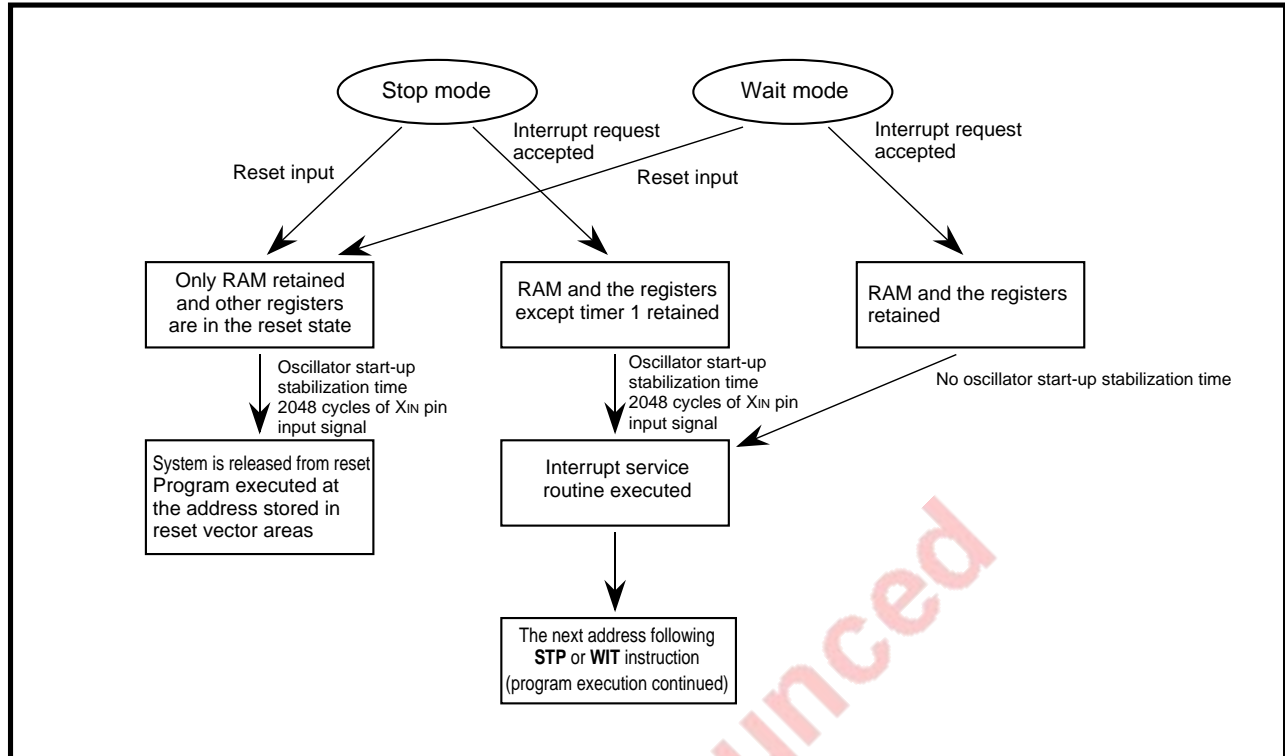 Stop mode
Wait mode
Interrupt request
accepted
Interrupt request
accepted
Reset input
Reset input
Only RAM retained
and other registers
are in the reset state
RAM and the registers
except timer 1 retained
RAM and the registers
retained
Oscillator start-up
stabilization time
2048 cycles of XIN pin
input signal
Oscillator start-up
stabilization time
2048 cycles of XIN pin
input signal
No oscillator start-up stabilization time
System is released from reset
Program executed at
the address stored in
reset vector areas
Interrupt service
routine executed
The next address following
STP or WIT instruction
(program execution continued)
unced